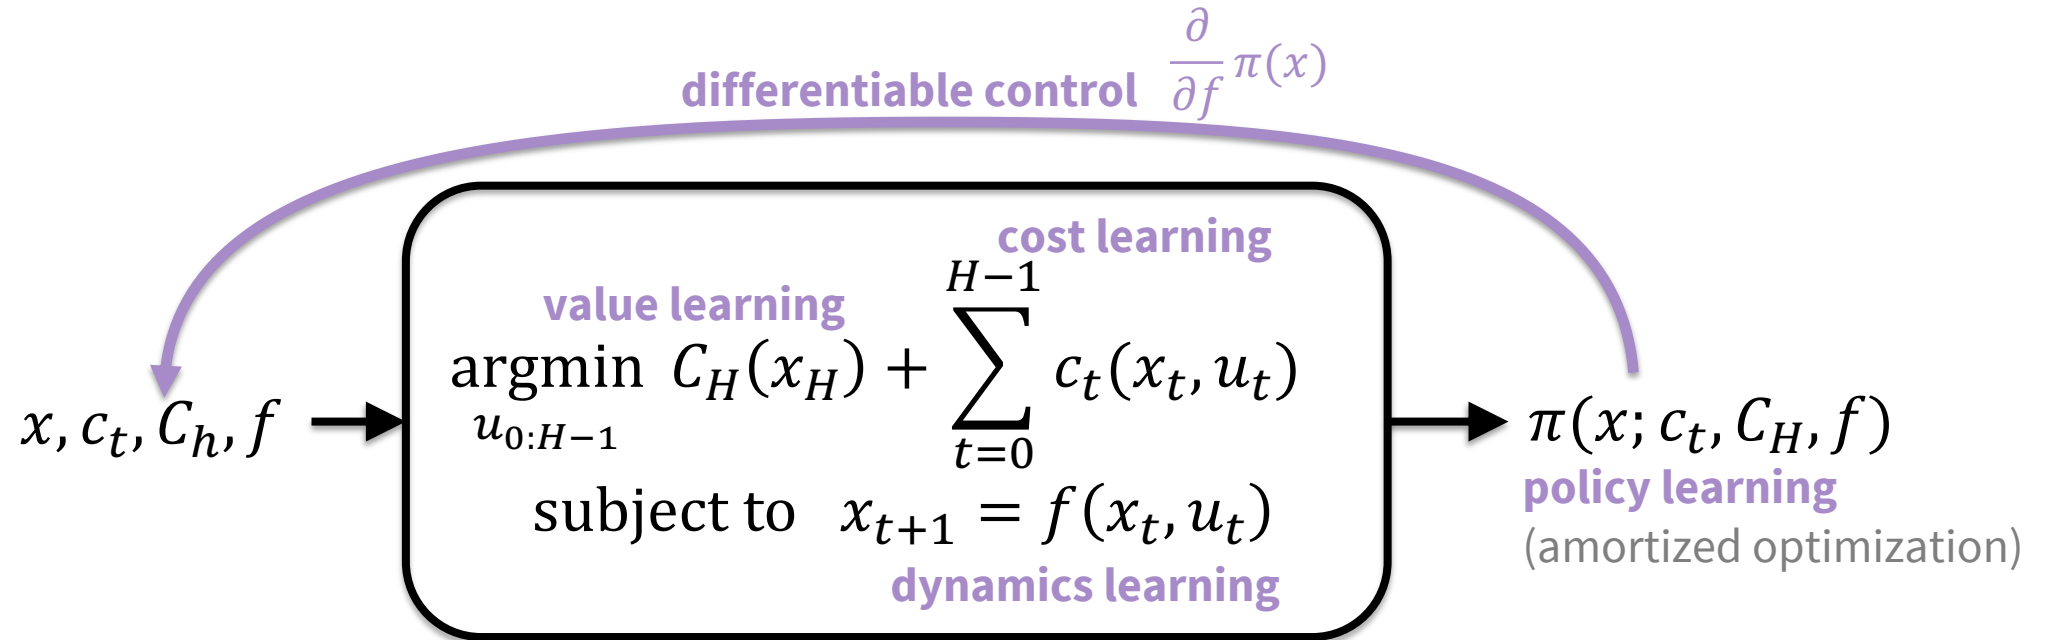 differentiable control ∂/∂f π(x)
cost learning
value learning
argmin_{u_{0:H−1}} C_H(x_H) + ∑_{t=0}^{H−1} c_t(x_t, u_t)
x, c_t, C_h, f
π(x; c_t, C_H, f)
subject to x_{t+1} = f(x_t, u_t)
policy learning
(amortized optimization)
dynamics learning